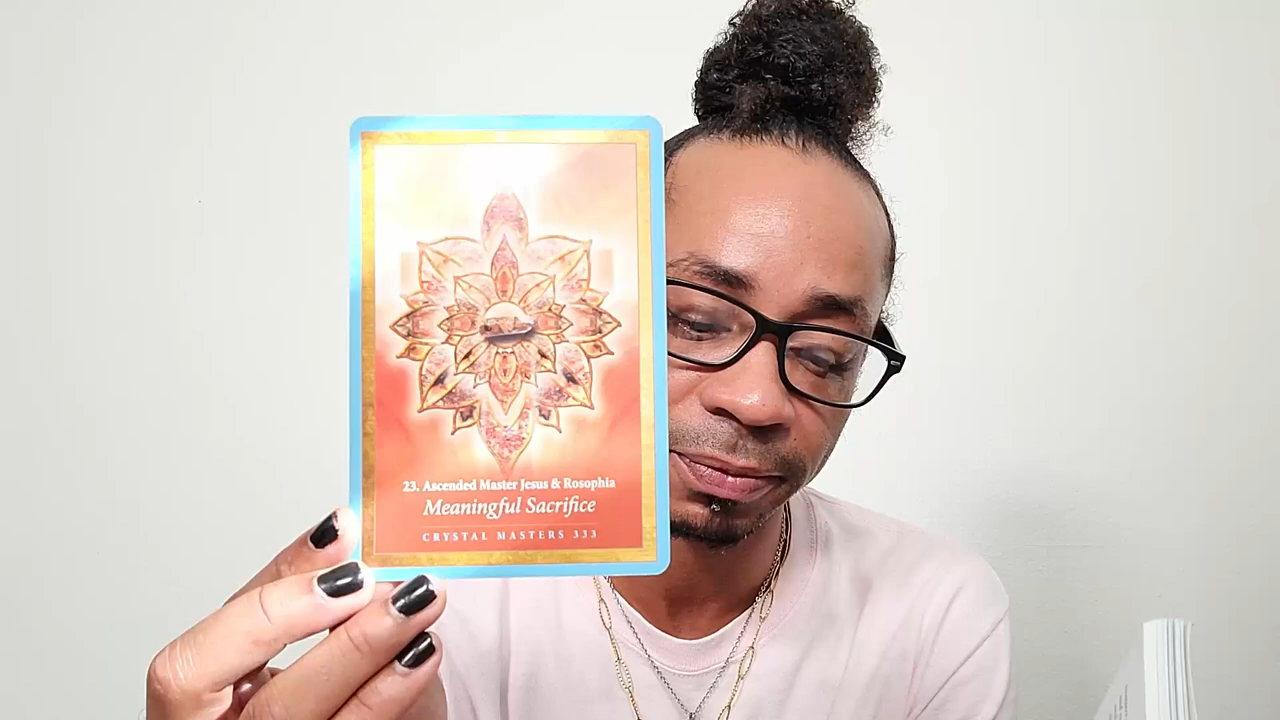 23. Ascended Master Jesus & Rosophia
Meaningful Sacrifice
CRYSTAL MASTERS 333